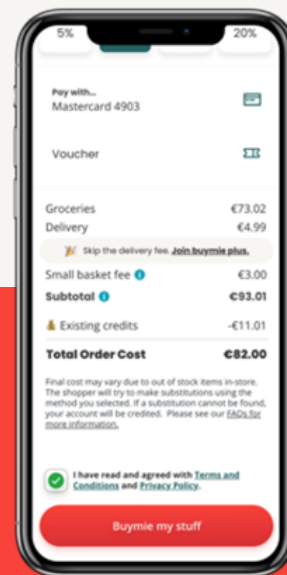 5%
20%
Pay with...
Mastercard 4903
Voucher
Groceries €73.02
Delivery €4.99
Skip the delivery fee. Join buymie plus.
Small basket fee €3.00
Subtotal €93.01
Existing credits -€11.01
Total Order Cost €82.00
Final cost may vary due to out of stock items in-store.
The shopper will try to make substitutions using the
method you selected. If a substitution cannot be found,
your account will be credited. Please see our FAQs for
more information.
I have read and agreed with Terms and
Conditions and Privacy Policy.
Buymie my stuff